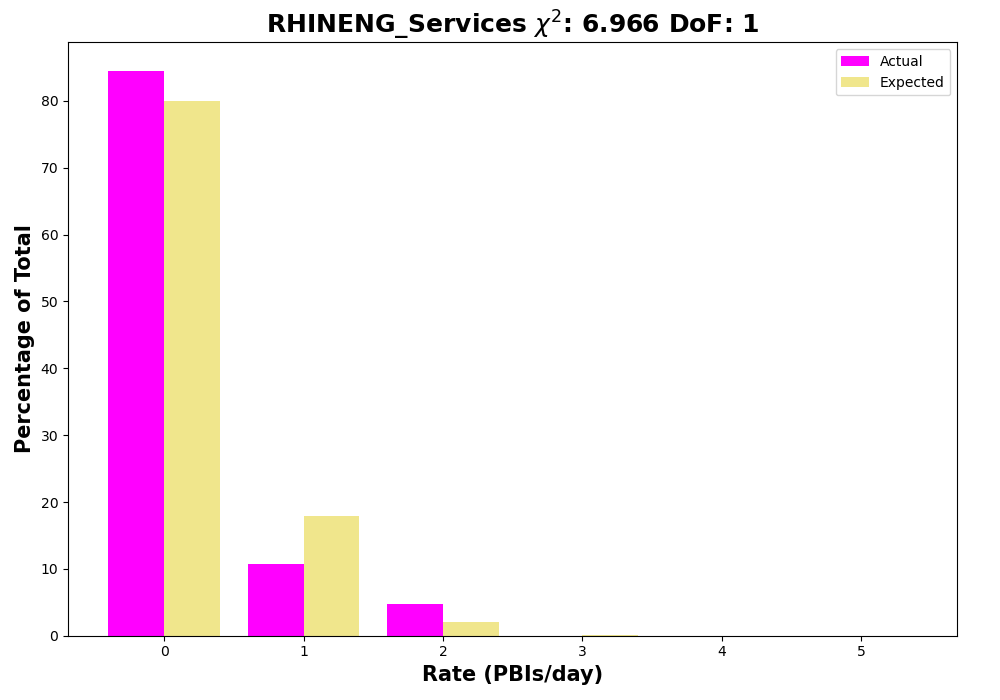 RHINENG_Services χ²: 6.966 DoF: 1
Actual
Expected
Percentage of Total
80
70
60
50
40
30
20
10
0
0 1 2 3 4 5
Rate (PBIs/day)